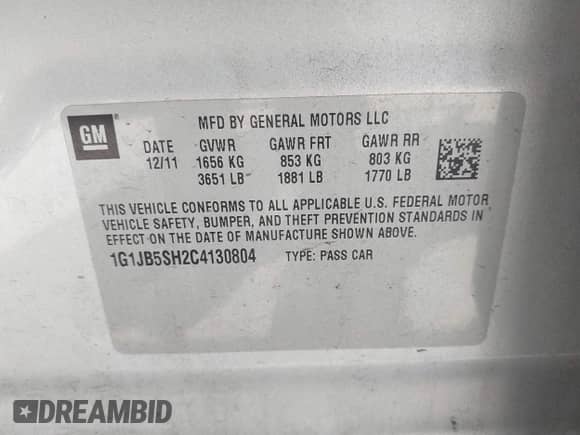 GM
MFD BY GENERAL MOTORS LLC
DATE GVWR GAWR FRT GAWR RR
12/11 1656 KG 853 KG 803 KG
3651 LB 1881 LB 1770 LB
THIS VEHICLE CONFORMS TO ALL APPLICABLE U.S. FEDERAL MOTOR
VEHICLE SAFETY, BUMPER, AND THEFT PREVENTION STANDARDS IN
EFFECT ON THE DATE OF MANUFACTURE SHOWN ABOVE.
1G1JB5SH2C4130804 TYPE: PASS CAR
DREAMBID